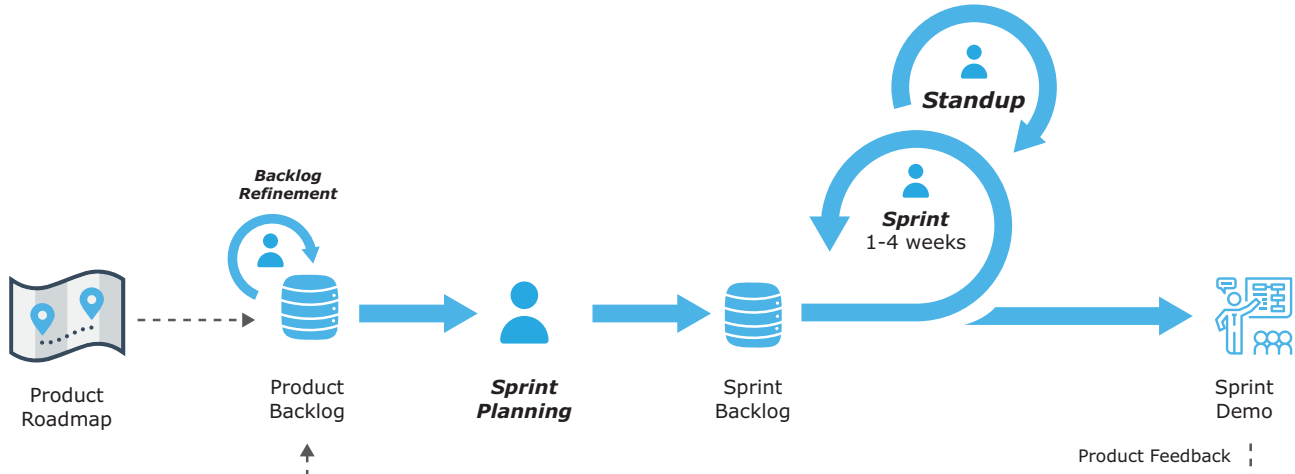 Standup
Backlog
Refinement
Sprint
1-4 weeks
Product
Roadmap
Product
Backlog
Sprint
Planning
Sprint
Backlog
Sprint
Demo
Product Feedback